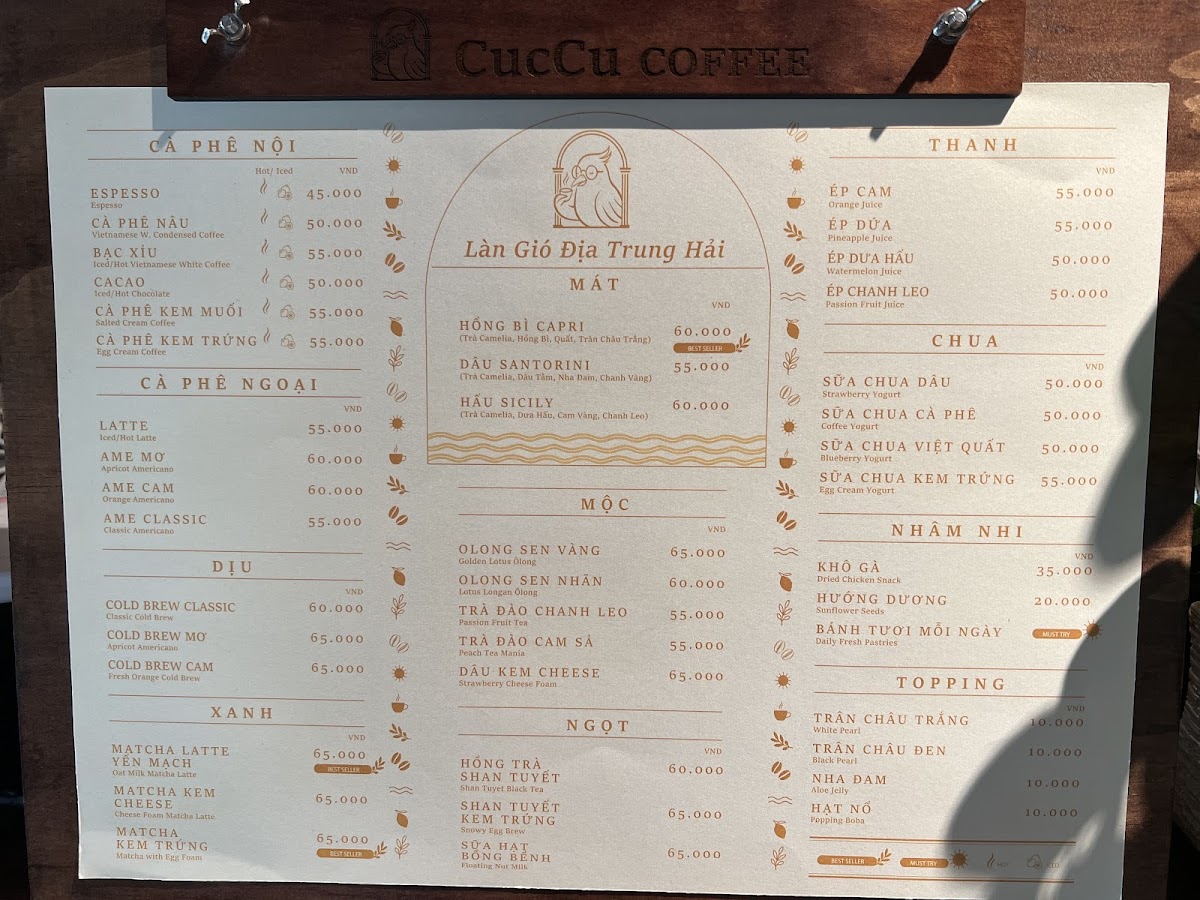 CucCu COFFEE
CÀ PHÊ NỘI
Hot/ Iced VND
ESPESSO 45.000
Espesso
CÀ PHÊ NÂU 50.000
Vietnamese W. Condensed Coffee
BẠC XỈU 55.000
Iced/Hot Vietnamese White Coffee
CACAO 50.000
Iced/Hot Chocolate
CÀ PHÊ KEM MUỐI 55.000
Salted Cream Coffee
CÀ PHÊ KEM TRỨNG 55.000
Egg Cream Coffee
CÀ PHÊ NGOẠI
VND
LATTE 55.000
Iced/Hot Latte
AME MƠ 60.000
Apricot Americano
AME CAM 60.000
Orange Americano
AME CLASSIC 55.000
Classic Americano
DỊU
VND
COLD BREW CLASSIC 60.000
Classic Cold Brew
COLD BREW MƠ 65.000
Apricot Americano
COLD BREW CAM 65.000
Fresh Orange Cold Brew
XANH
VND
MATCHA LATTE
YẾN MẠCH 65.000
Oat Milk Matcha Latte BEST SELLER
MATCHA KEM
CHEESE 65.000
Cheese Foam Matcha Latte
MATCHA
KEM TRỨNG 65.000
Matcha with Egg Foam BEST SELLER
Làn Gió Địa Trung Hải
MÁT
VND
HỒNG BÌ CAPRI 60.000
(Trà Camelia, Hồng Bì, Quất, Trân Châu Trắng) BEST SELLER
DÂU SANTORINI 55.000
(Trà Camelia, Dâu Tằm, Nha Đam, Chanh Vàng)
HẤU SICILY 60.000
(Trà Camelia, Dưa Hấu, Cam Vàng, Chanh Leo)
MỘC
VND
OLONG SEN VÀNG 65.000
Golden Lotus Ôlong
OLONG SEN NHÃN 60.000
Lotus Longan Ôlong
TRÀ ĐÀO CHANH LEO 55.000
Passion Fruit Tea
TRÀ ĐÀO CAM SẢ 55.000
Peach Tea Mania
DÂU KEM CHEESE 65.000
Strawberry Cheese Foam
NGỌT
VND
HỒNG TRÀ
SHAN TUYẾT 60.000
Shan Tuyet Black Tea
SHAN TUYẾT
KEM TRỨNG 65.000
Snowy Egg Brew
SỮA HẠT
BỒNG BỀNH 65.000
Floating Nut Milk
THANH
VND
ÉP CAM 55.000
Orange Juice
ÉP DỨA 55.000
Pineapple Juice
ÉP DƯA HẤU 50.000
Watermelon Juice
ÉP CHANH LEO 50.000
Passion Fruit Juice
CHUA
VND
SỮA CHUA DÂU 50.000
Strawberry Yogurt
SỮA CHUA CÀ PHÊ 50.000
Coffee Yogurt
SỮA CHUA VIỆT QUẤT 50.000
Blueberry Yogurt
SỮA CHUA KEM TRỨNG 55.000
Egg Cream Yogurt
NHÂM NHI
VND
KHÔ GÀ 35.000
Dried Chicken Snack
HƯỚNG DƯƠNG 20.000
Sunflower Seeds
BÁNH TƯƠI MỖI NGÀY MUST TRY
Daily Fresh Pastries
TOPPING
VND
TRÂN CHÂU TRẮNG 10.000
White Pearl
TRÂN CHÂU ĐEN 10.000
Black Pearl
NHA ĐAM 10.000
Aloe Jelly
HẠT NỔ 10.000
Popping Boba
BEST SELLER MUST TRY HOT ICED